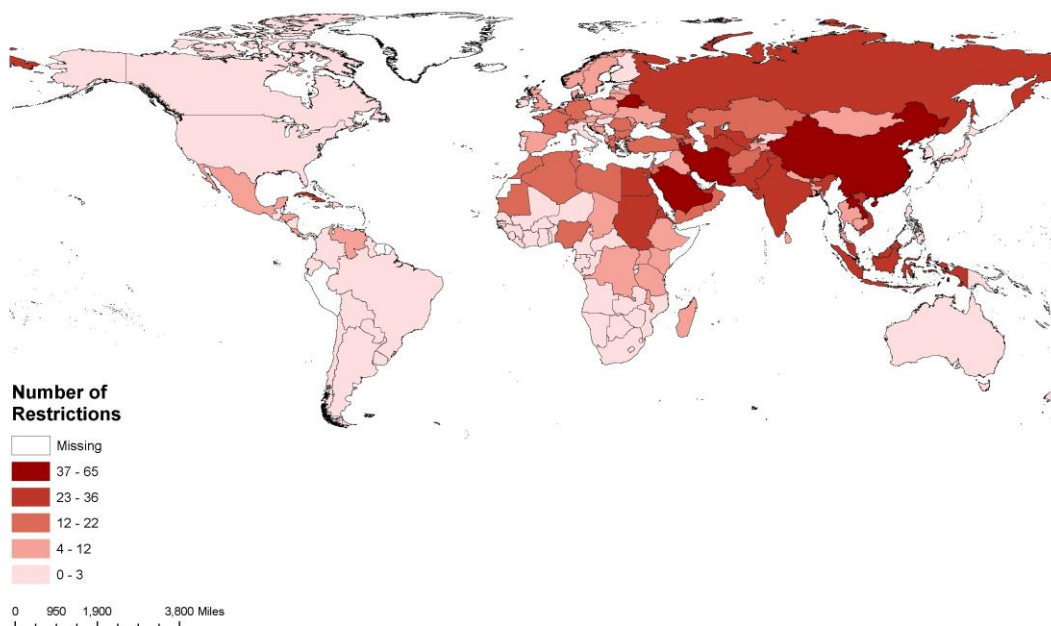 Number of
Restrictions
Missing
37 - 65
23 - 36
12 - 22
4 - 12
0 - 3
0 950 1,900 3,800 Miles